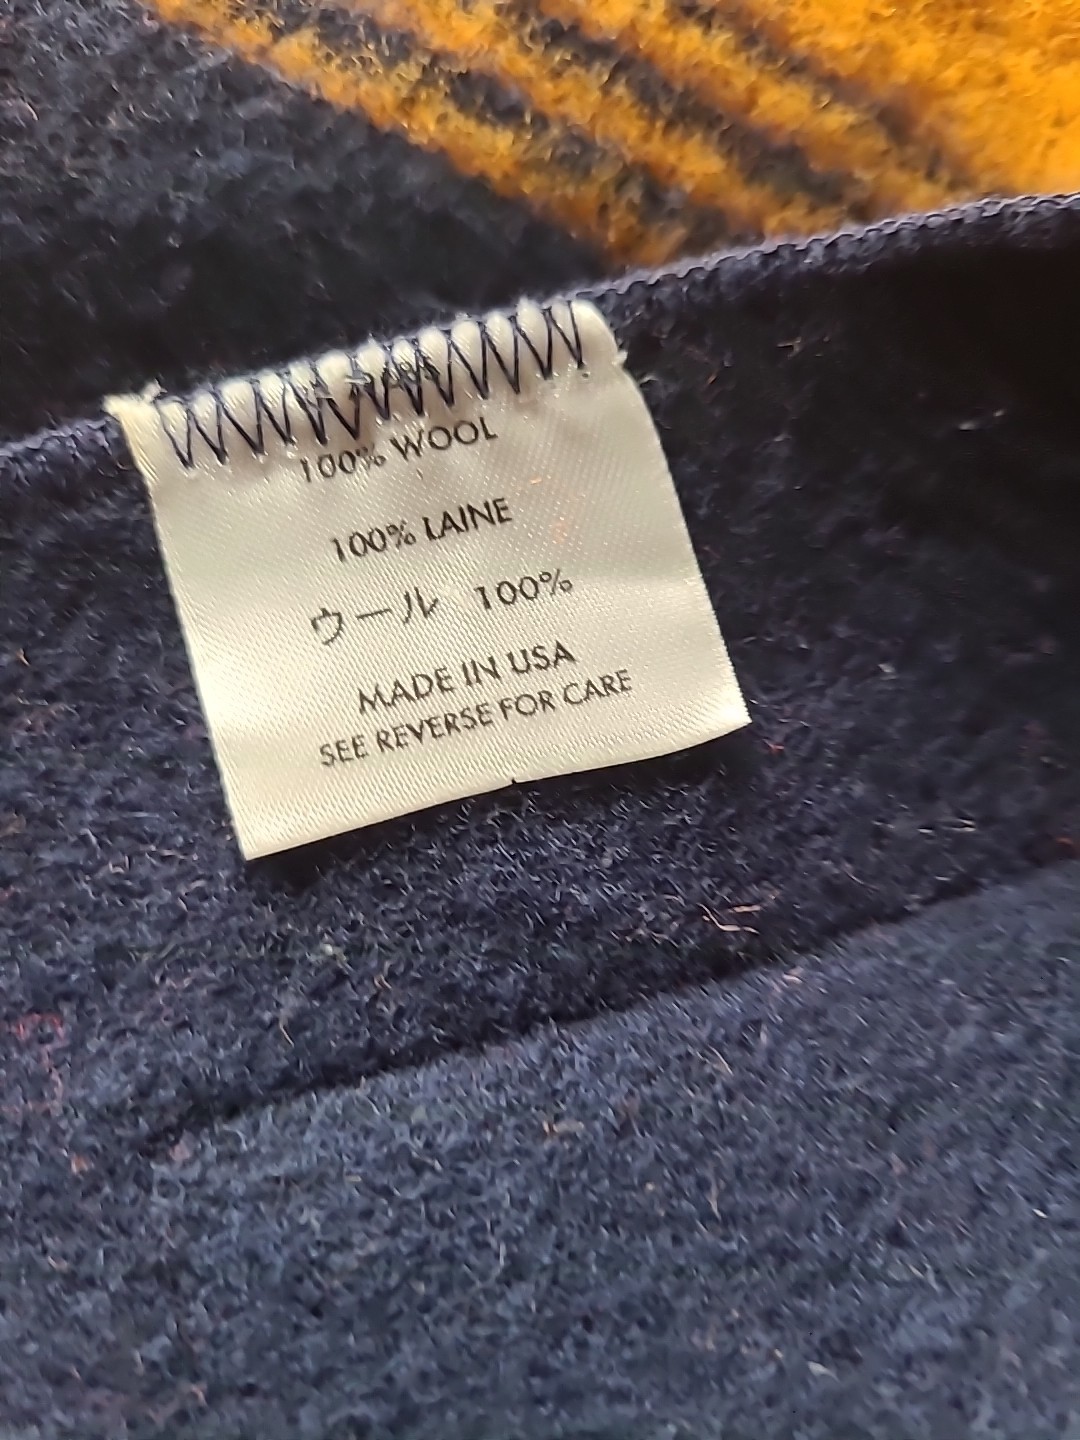 100% WOOL
100% LAINE
ウール 100%
MADE IN USA
SEE REVERSE FOR CARE